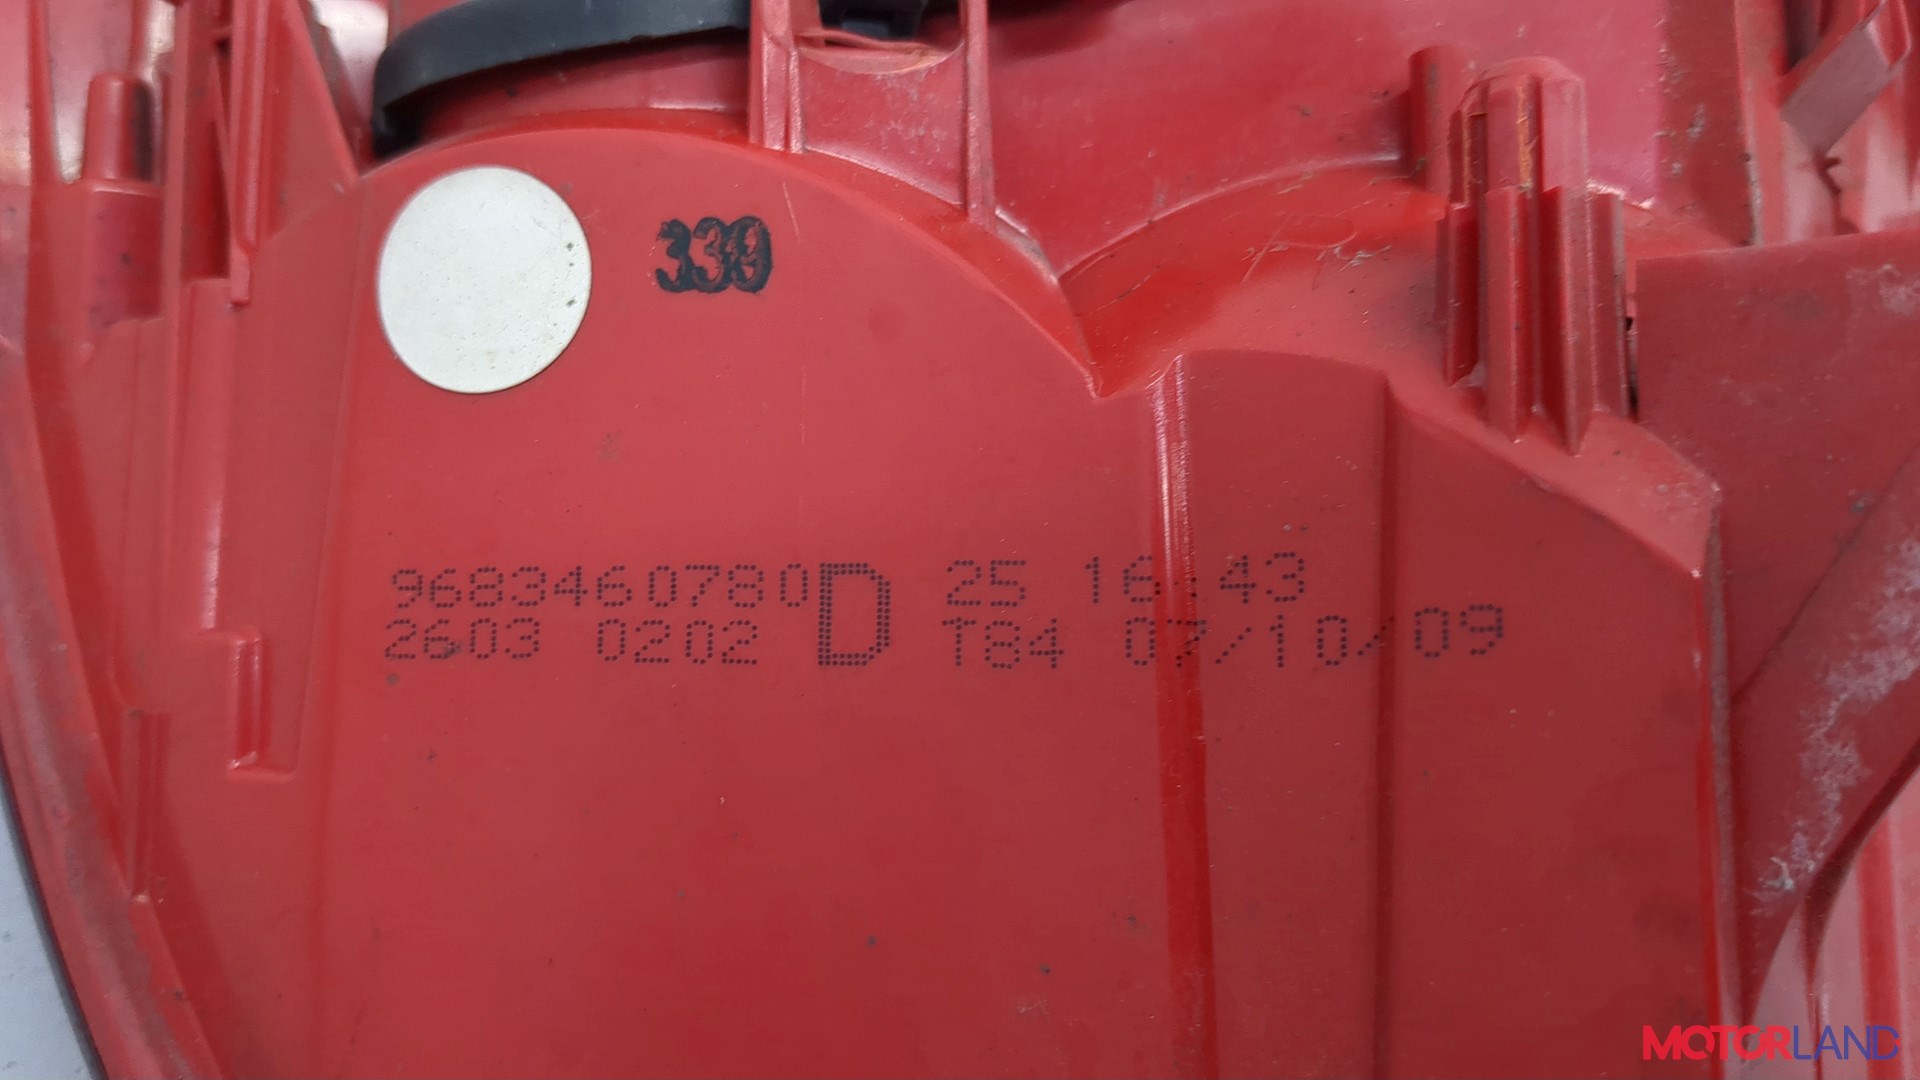 339
9683460780 D 25 16:43
2603 0202 T84 07/10/09
MOTORLAND